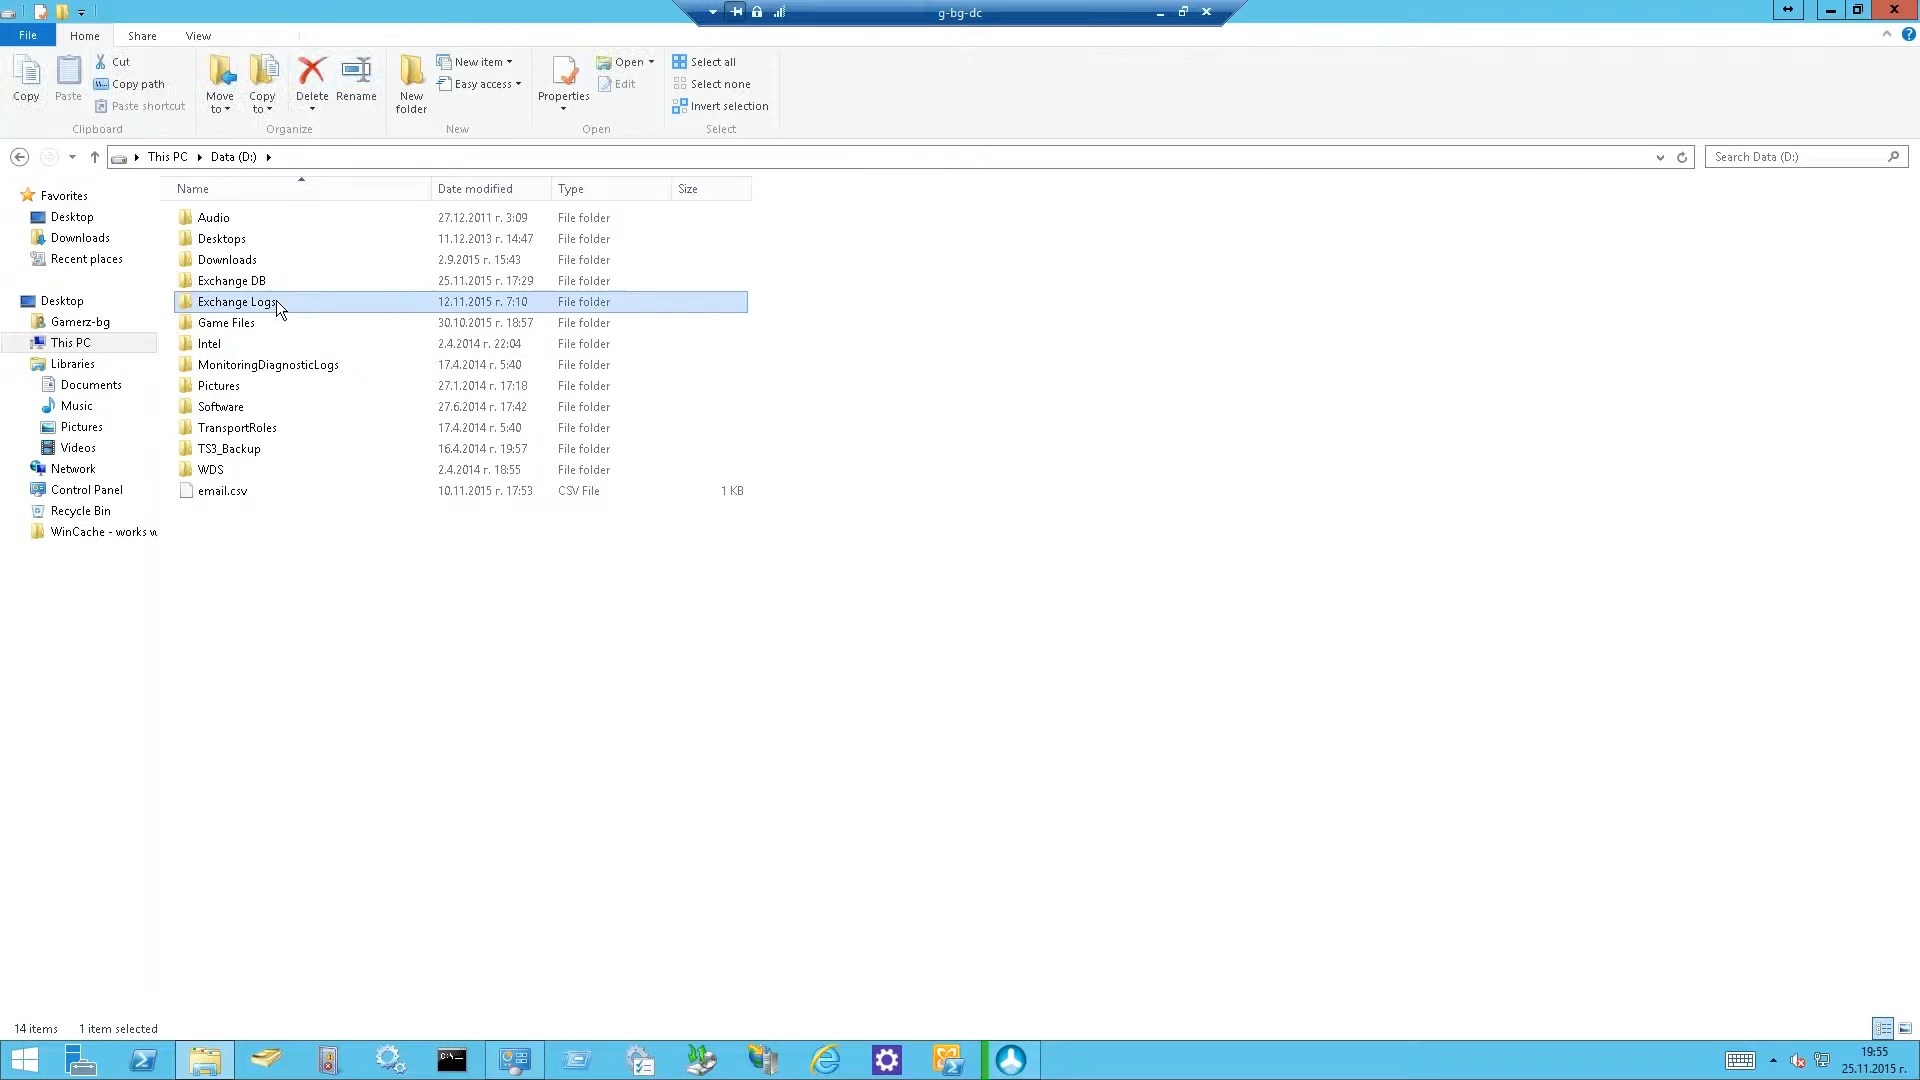 g-bg-dc
File Home Share View
Copy
Paste
Cut
Copy path
Paste shortcut
Clipboard
Move to
Copy to
Delete
Rename
Organize
New folder
New item
Easy access
New
Properties
Open
Edit
Open
Select all
Select none
Invert selection
Select
This PC Data (D:)
Search Data (D:)
Favorites
Desktop
Downloads
Recent places
Desktop
Gamerz-bg
This PC
Libraries
Documents
Music
Pictures
Videos
Network
Control Panel
Recycle Bin
WinCache - works w
Name Date modified Type Size
Audio 27.12.2011 г. 3:09 File folder
Desktops 11.12.2013 г. 14:47 File folder
Downloads 2.9.2015 г. 15:43 File folder
Exchange DB 25.11.2015 г. 17:29 File folder
Exchange Logs 12.11.2015 г. 7:10 File folder
Game Files 30.10.2015 г. 18:57 File folder
Intel 2.4.2014 г. 22:04 File folder
MonitoringDiagnosticLogs 17.4.2014 г. 5:40 File folder
Pictures 27.1.2014 г. 17:18 File folder
Software 27.6.2014 г. 17:42 File folder
TransportRoles 17.4.2014 г. 5:40 File folder
TS3_Backup 16.4.2014 г. 19:57 File folder
WDS 2.4.2014 г. 18:55 File folder
email.csv 10.11.2015 г. 17:53 CSV File 1 KB
14 items 1 item selected
19:55
25.11.2015 г.